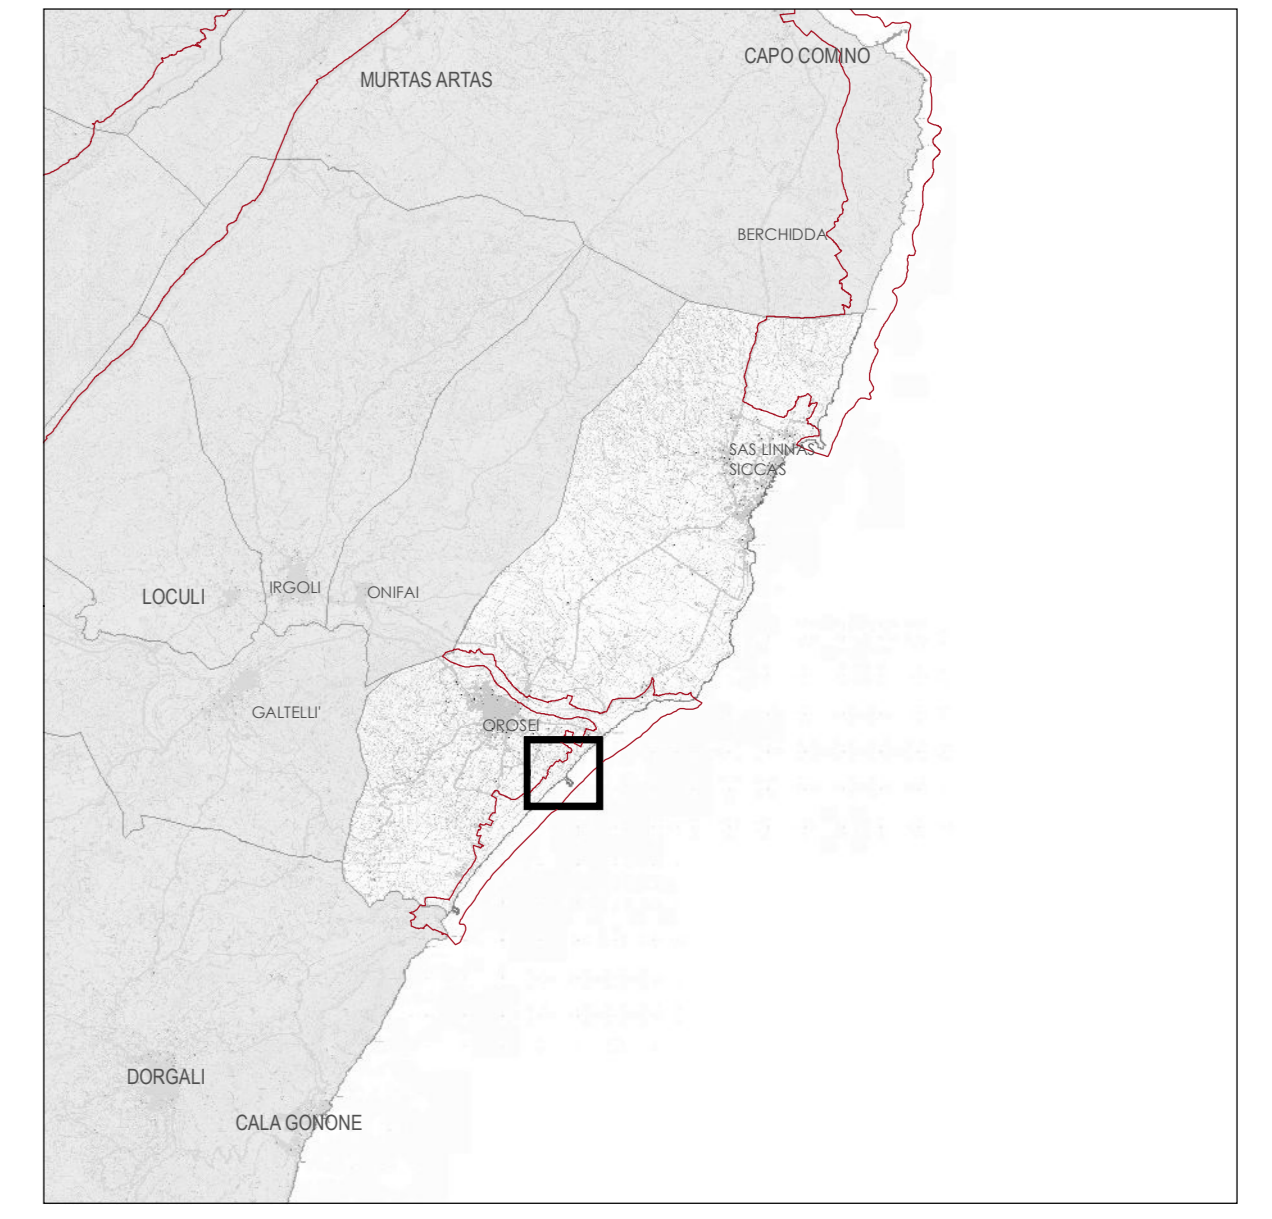 CAPO COMINO
MURTAS ARTAS
BERCHIDDA
SAS LINNAS
SICCAS
LOCULI
IRGOLI
ONIFAI
GALTELLI'
OROSEI
DORGALI
CALA GONONE